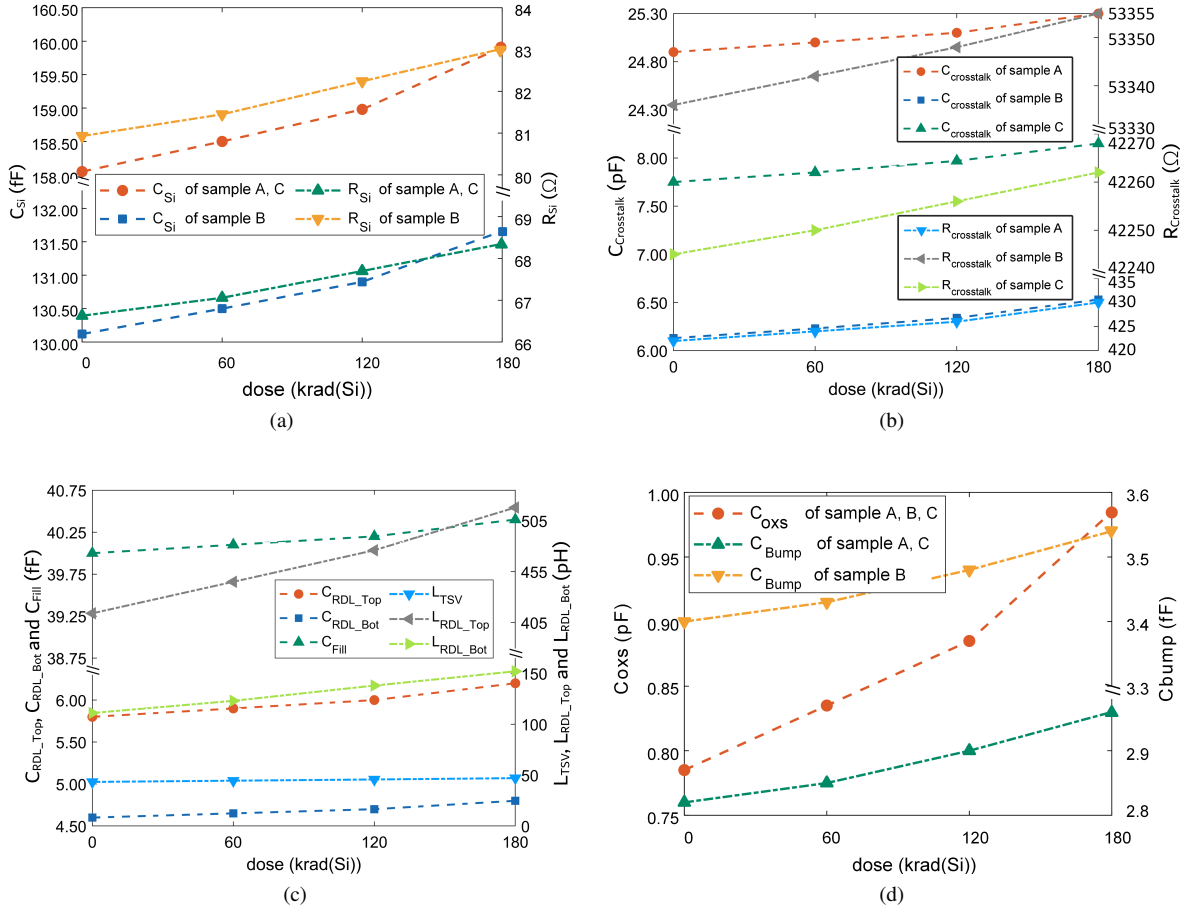 160.50
160.00
159.50
159.00
158.50
158.00
132.00
131.50
131.00
130.50
130.00
C_Si (fF)
84
83
82
81
80
69
68
67
66
R_Si (Ω)
C_Si of sample A, C
R_Si of sample A, C
C_Si of sample B
R_Si of sample B
0
60
120
180
dose (krad(Si))
(a)
25.30
24.80
24.30
8.00
7.50
7.00
6.50
6.00
C_Crosstalk (pF)
53355
53350
53340
53330
42270
42260
42250
42240
435
430
425
420
R_Crosstalk (Ω)
C_crosstalk of sample A
C_crosstalk of sample B
C_crosstalk of sample C
R_crosstalk of sample A
R_crosstalk of sample B
R_crosstalk of sample C
0
60
120
180
dose (krad(Si))
(b)
40.75
40.25
39.75
39.25
38.75
6.00
5.50
5.00
4.50
C_RDL_Top, C_RDL_Bot and C_Fill (fF)
505
455
405
150
100
50
0
L_TSV, L_RDL_Top and L_RDL_Bot (pH)
C_RDL_Top
L_TSV
C_RDL_Bot
L_RDL_Top
C_Fill
L_RDL_Bot
0
60
120
180
dose (krad(Si))
(c)
1.00
0.95
0.90
0.85
0.80
0.75
Coxs (pF)
3.6
3.5
3.4
3.3
2.9
2.8
Cbump (fF)
C_oxs of sample A, B, C
C_Bump of sample A, C
C_Bump of sample B
0
60
120
180
dose (krad(Si))
(d)